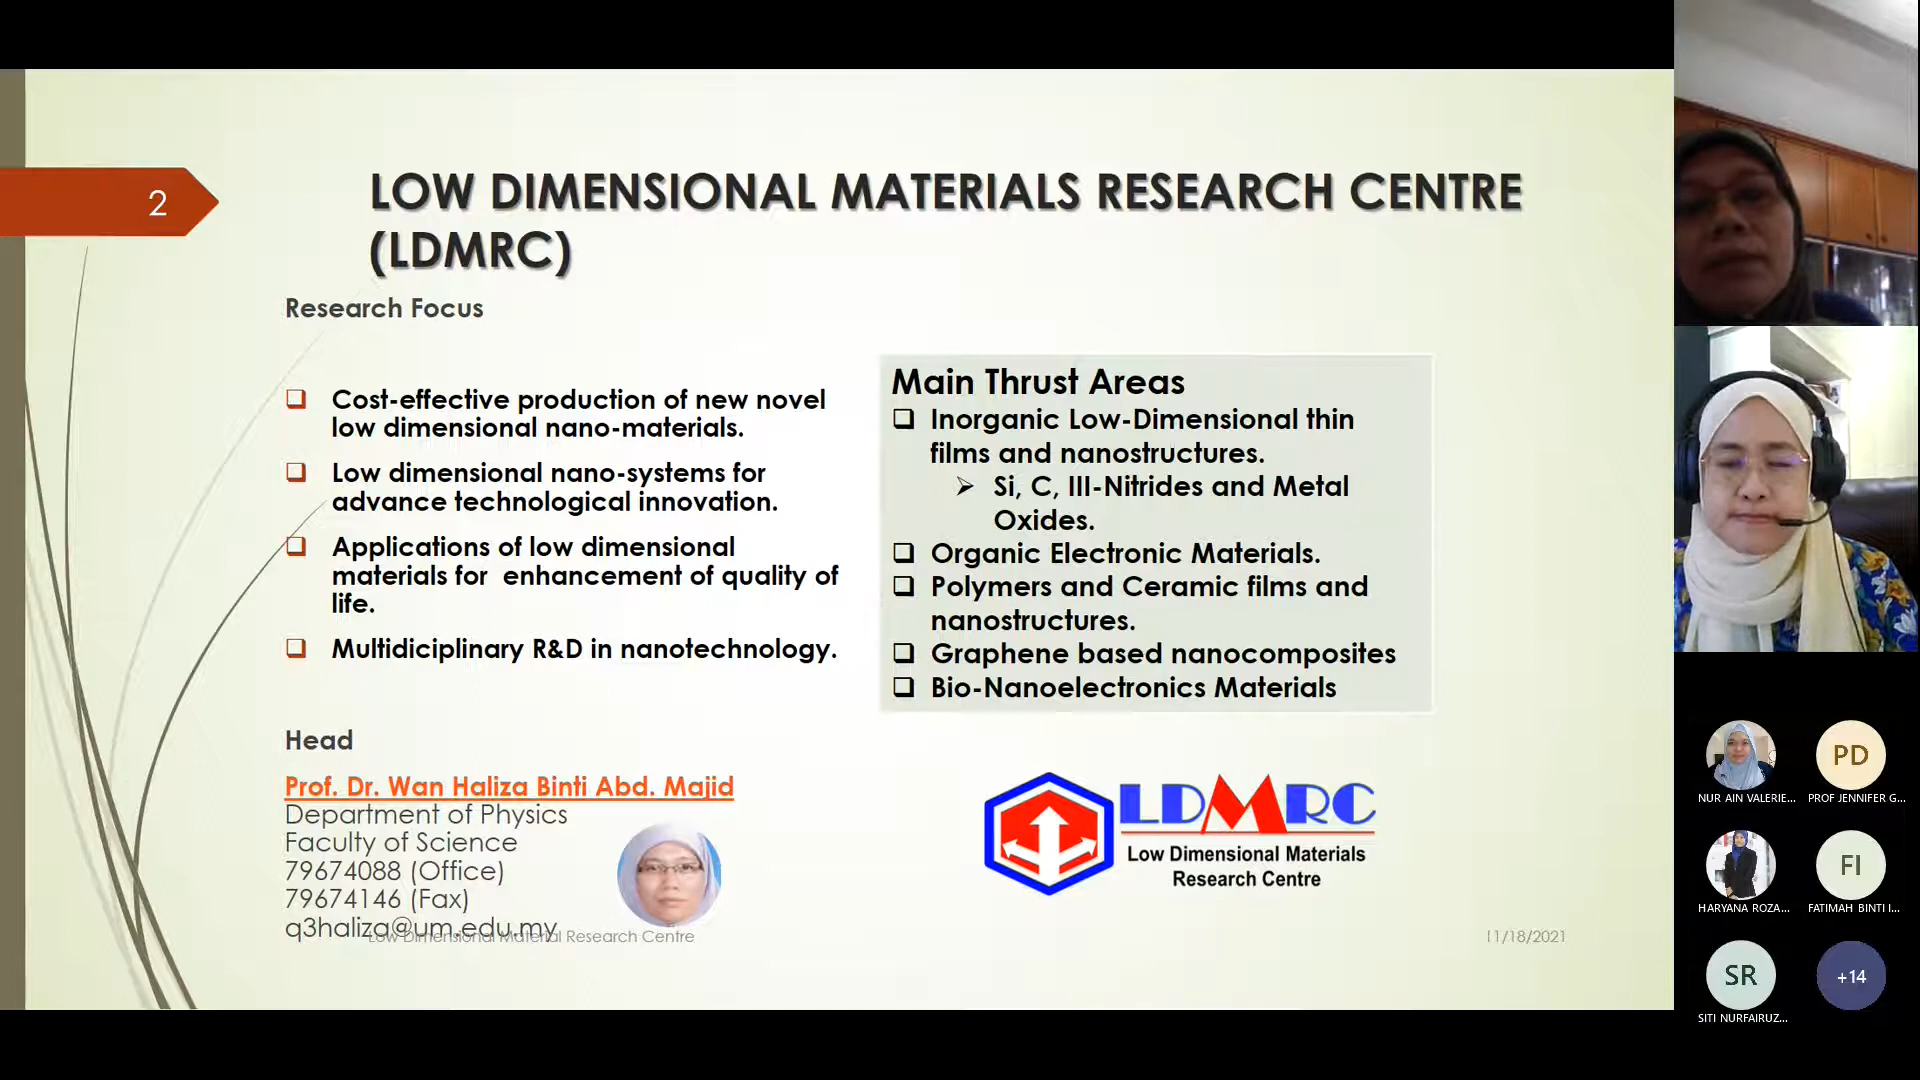 2
LOW DIMENSIONAL MATERIALS RESEARCH CENTRE
(LDMRC)
Research Focus
❑ Cost-effective production of new novel
low dimensional nano-materials.
❑ Low dimensional nano-systems for
advance technological innovation.
❑ Applications of low dimensional
materials for  enhancement of quality of
life.
❑ Multidiciplinary R&D in nanotechnology.
Main Thrust Areas
❑ Inorganic Low-Dimensional thin
films and nanostructures.
➢ Si, C, III-Nitrides and Metal
Oxides.
❑ Organic Electronic Materials.
❑ Polymers and Ceramic films and
nanostructures.
❑ Graphene based nanocomposites
❑ Bio-Nanoelectronics Materials
Head
Prof. Dr. Wan Haliza Binti Abd. Majid
Department of Physics
Faculty of Science
79674088 (Office)
79674146 (Fax)
q3haliza@um.edu.my
Low Dimensional Material Research Centre
11/18/2021
LDMRC
Low Dimensional Materials
Research Centre
PD
NUR AIN VALERIE...
PROF JENNIFER G...
FI
HARYANA ROZA...
FATIMAH BINTI I...
SR
+14
SITI NURFAIRUZ...